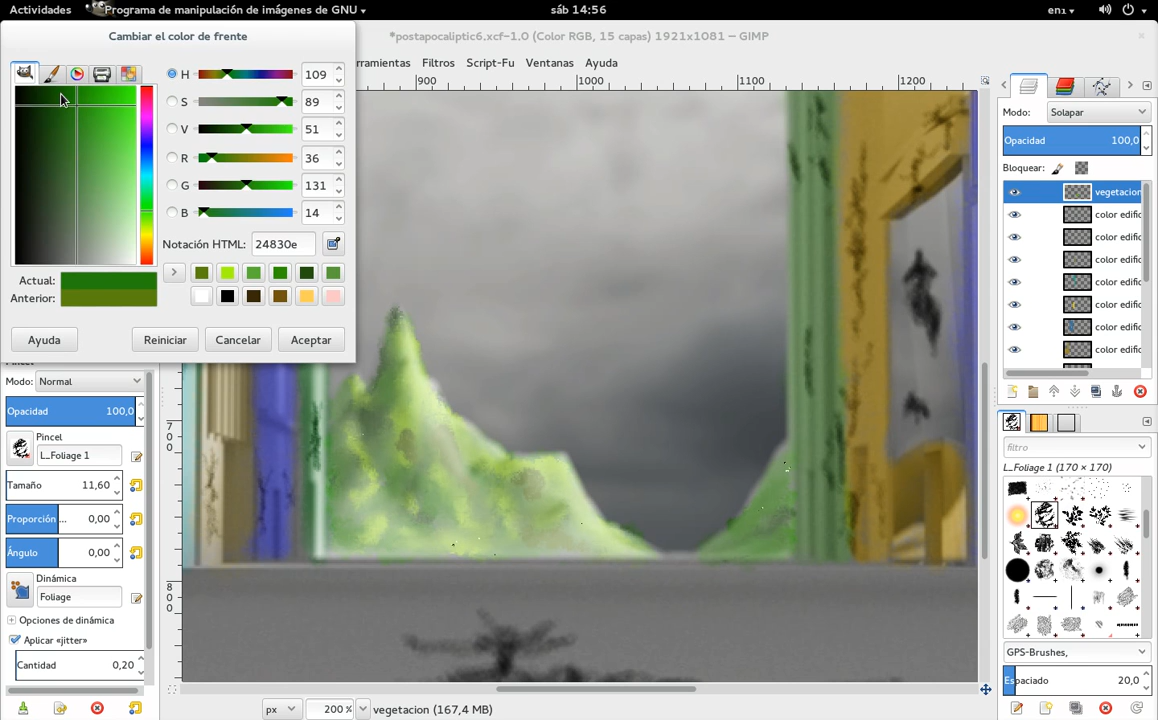 Actividades
Programa de manipulación de imágenes de GNU
sáb 14:56
en1
Cambiar el color de frente
*postapocaliptic6.xcf-1.0 (Color RGB, 15 capas) 1921x1081 – GIMP
rramientas
Filtros
Script-Fu
Ventanas
Ayuda
900
1000
1100
1200
H
109
S
89
V
51
R
36
G
131
B
14
Notación HTML:
24830e
Actual:
Anterior:
Ayuda
Reiniciar
Cancelar
Aceptar
Pincel
Modo:
Normal
Opacidad
100,0
Pincel
L_Foliage 1
Tamaño
11,60
Proporción...
0,00
Ángulo
0,00
Dinámica
Foliage
Opciones de dinámica
Aplicar «jitter»
Cantidad
0,20
700
800
px
200 %
vegetacion (167,4 MB)
Modo:
Solapar
Opacidad
100,0
Bloquear:
vegetacion
color edific
color edific
color edific
color edific
color edific
color edific
color edific
filtro
L_Foliage 1 (170 × 170)
GPS-Brushes,
Espaciado
20,0